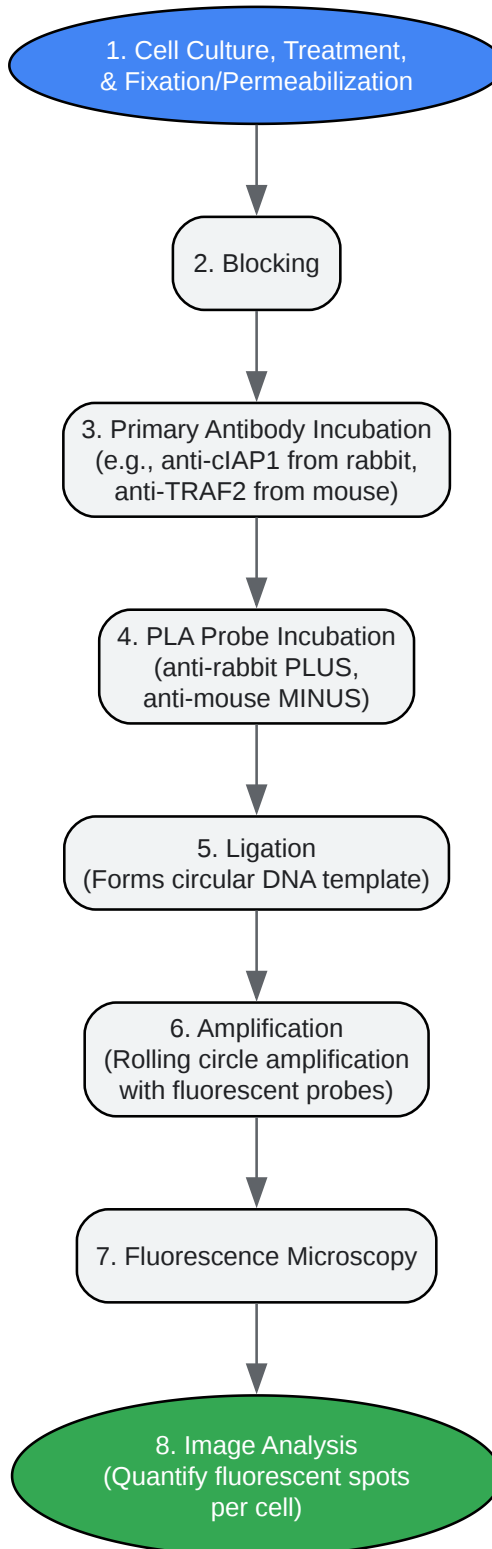 1. Cell Culture, Treatment,
& Fixation/Permeabilization
2. Blocking
3. Primary Antibody Incubation
(e.g., anti-cIAP1 from rabbit,
anti-TRAF2 from mouse)
4. PLA Probe Incubation
(anti-rabbit PLUS,
anti-mouse MINUS)
5. Ligation
(Forms circular DNA template)
6. Amplification
(Rolling circle amplification
with fluorescent probes)
7. Fluorescence Microscopy
8. Image Analysis
(Quantify fluorescent spots
per cell)